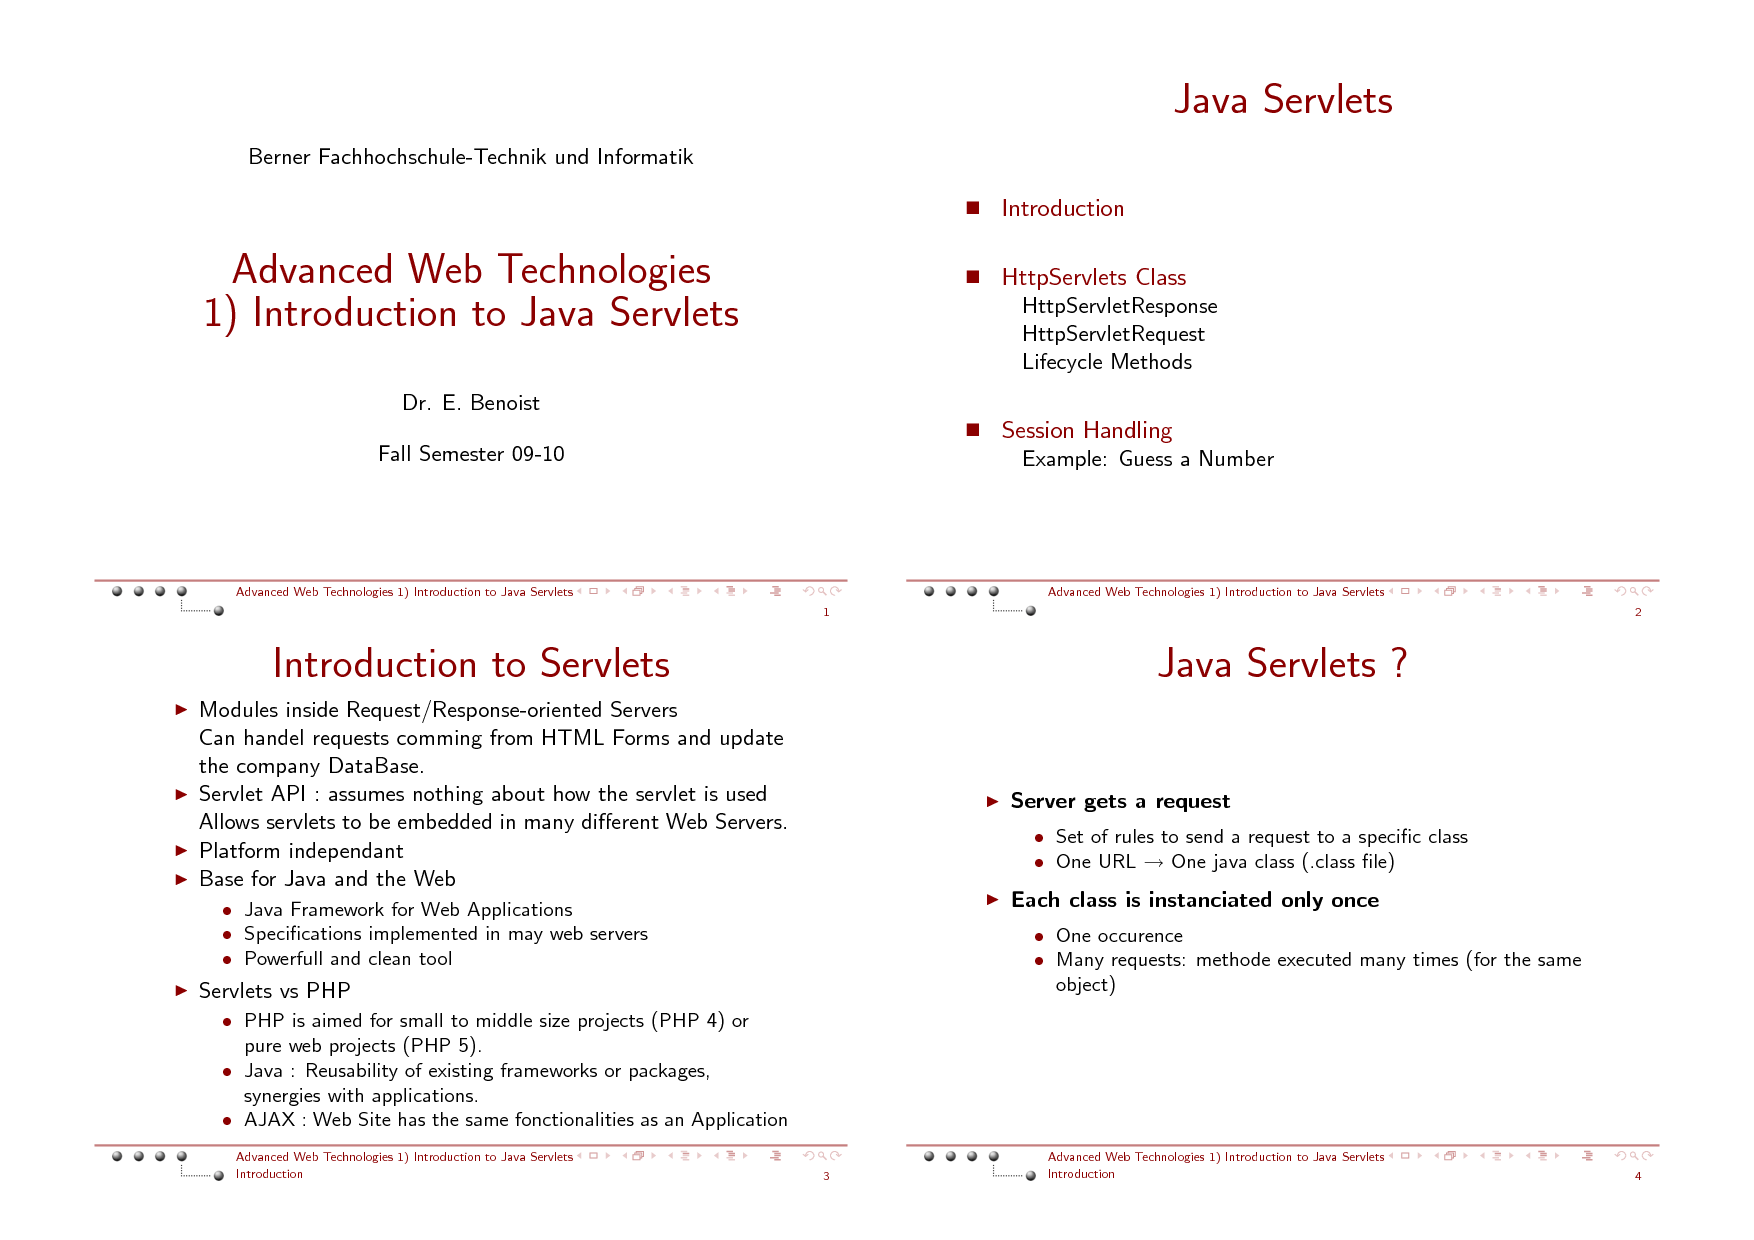 Berner Fachhochschule-Technik und Informatik
Advanced Web Technologies
1) Introduction to Java Servlets
Dr. E. Benoist
Fall Semester 09-10
Advanced Web Technologies 1) Introduction to Java Servlets
1
Java Servlets
Introduction
HttpServlets Class
HttpServletResponse
HttpServletRequest
Lifecycle Methods
Session Handling
Example: Guess a Number
Advanced Web Technologies 1) Introduction to Java Servlets
2
Introduction to Servlets
Modules inside Request/Response-oriented Servers
Can handel requests comming from HTML Forms and update
the company DataBase.
Servlet API : assumes nothing about how the servlet is used
Allows servlets to be embedded in many different Web Servers.
Platform independant
Base for Java and the Web
• Java Framework for Web Applications
• Specifications implemented in may web servers
• Powerfull and clean tool
Servlets vs PHP
• PHP is aimed for small to middle size projects (PHP 4) or
pure web projects (PHP 5).
• Java : Reusability of existing frameworks or packages,
synergies with applications.
• AJAX : Web Site has the same fonctionalities as an Application
Advanced Web Technologies 1) Introduction to Java Servlets
Introduction
3
Java Servlets ?
Server gets a request
• Set of rules to send a request to a specific class
• One URL → One java class (.class file)
Each class is instanciated only once
• One occurence
• Many requests: methode executed many times (for the same
object)
Advanced Web Technologies 1) Introduction to Java Servlets
Introduction
4